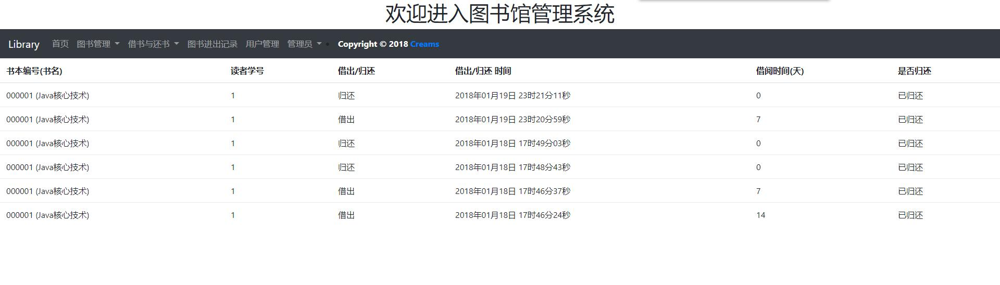 欢迎进入图书馆管理系统
Library 首页 图书管理 借书与还书 图书进出记录 用户管理 管理员 Copyright © 2018 Creams
书本编号(书名) 读者学号 借出/归还 借出/归还 时间 借阅时间(天) 是否归还
000001 (Java核心技术) 1 归还 2018年01月19日 23时21分11秒 0 已归还
000001 (Java核心技术) 1 借出 2018年01月19日 23时20分59秒 7 已归还
000001 (Java核心技术) 1 归还 2018年01月18日 17时49分03秒 0 已归还
000001 (Java核心技术) 1 归还 2018年01月18日 17时48分43秒 0 已归还
000001 (Java核心技术) 1 借出 2018年01月18日 17时46分37秒 7 已归还
000001 (Java核心技术) 1 借出 2018年01月18日 17时46分24秒 14 已归还